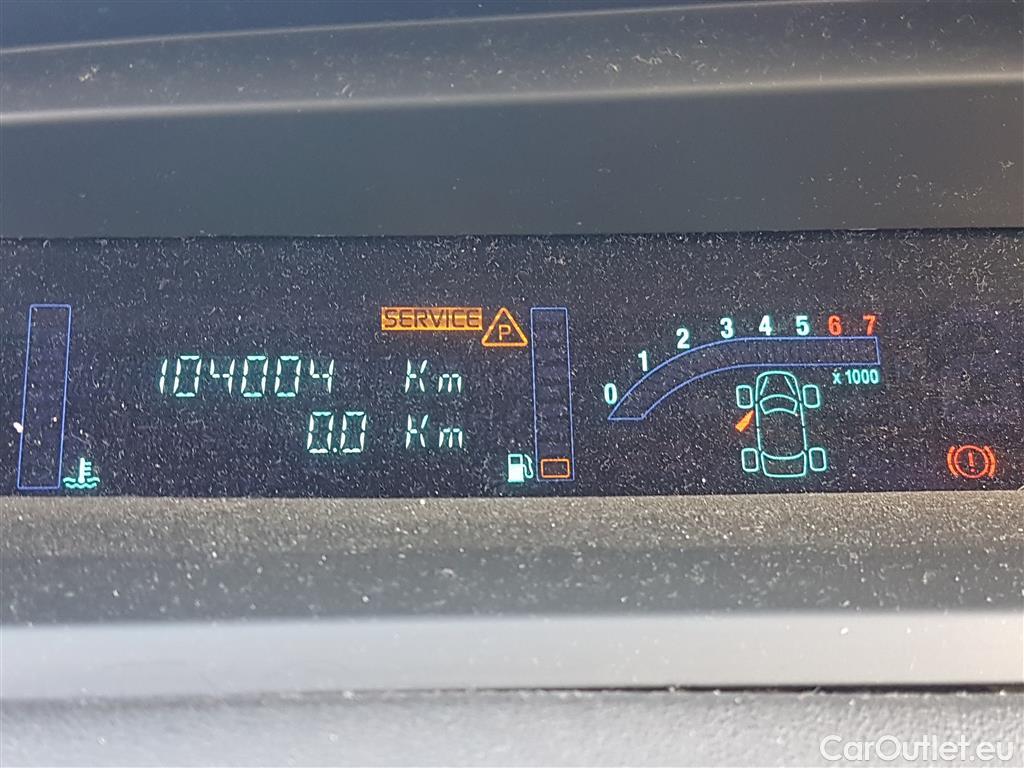 SERVICE P
104004 Km
0.0 Km
0 1 2 3 4 5 6 7
x 1000
CarOutlet.eu